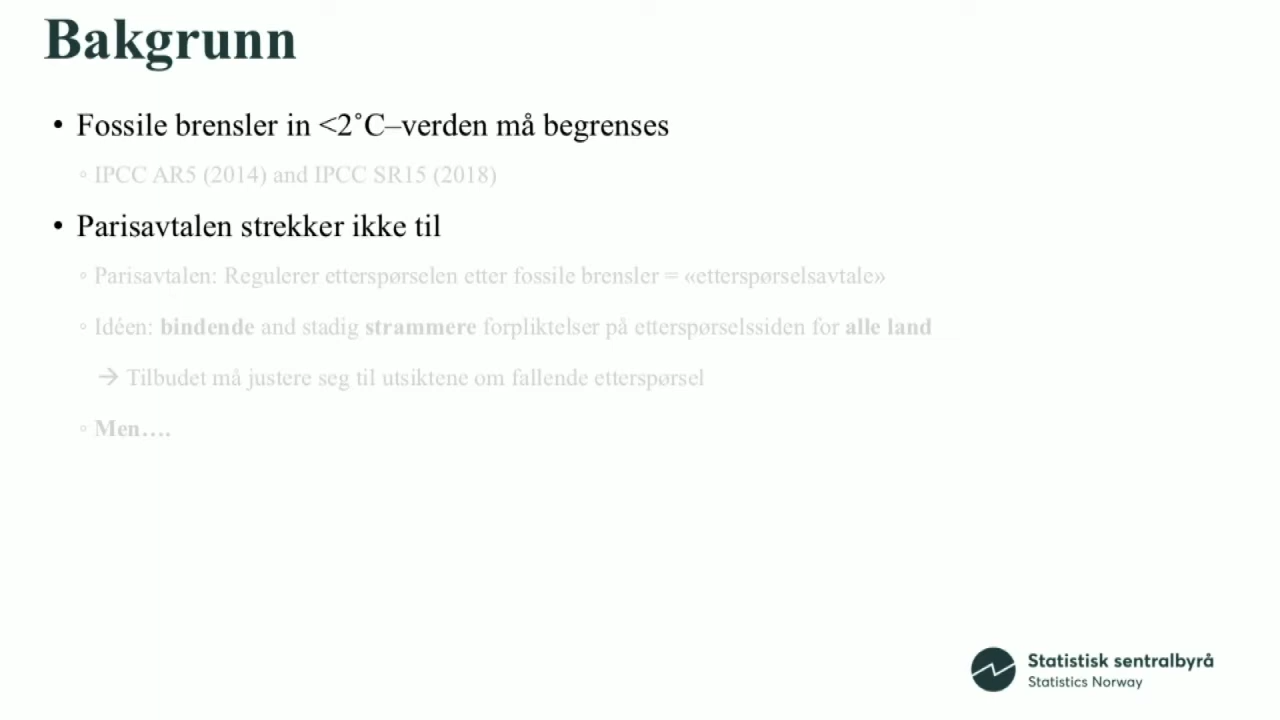 Bakgrunn
• Fossile brensler in <2˚C–verden må begrenses
◦ IPCC AR5 (2014) and IPCC SR15 (2018)
• Parisavtalen strekker ikke til
◦ Parisavtalen: Regulerer etterspørselen etter fossile brensler = «etterspørselsavtale»
◦ Idéen: bindende and stadig strammere forpliktelser på etterspørselssiden for alle land
→ Tilbudet må justere seg til utsiktene om fallende etterspørsel
◦ Men….
Statistisk sentralbyrå
Statistics Norway